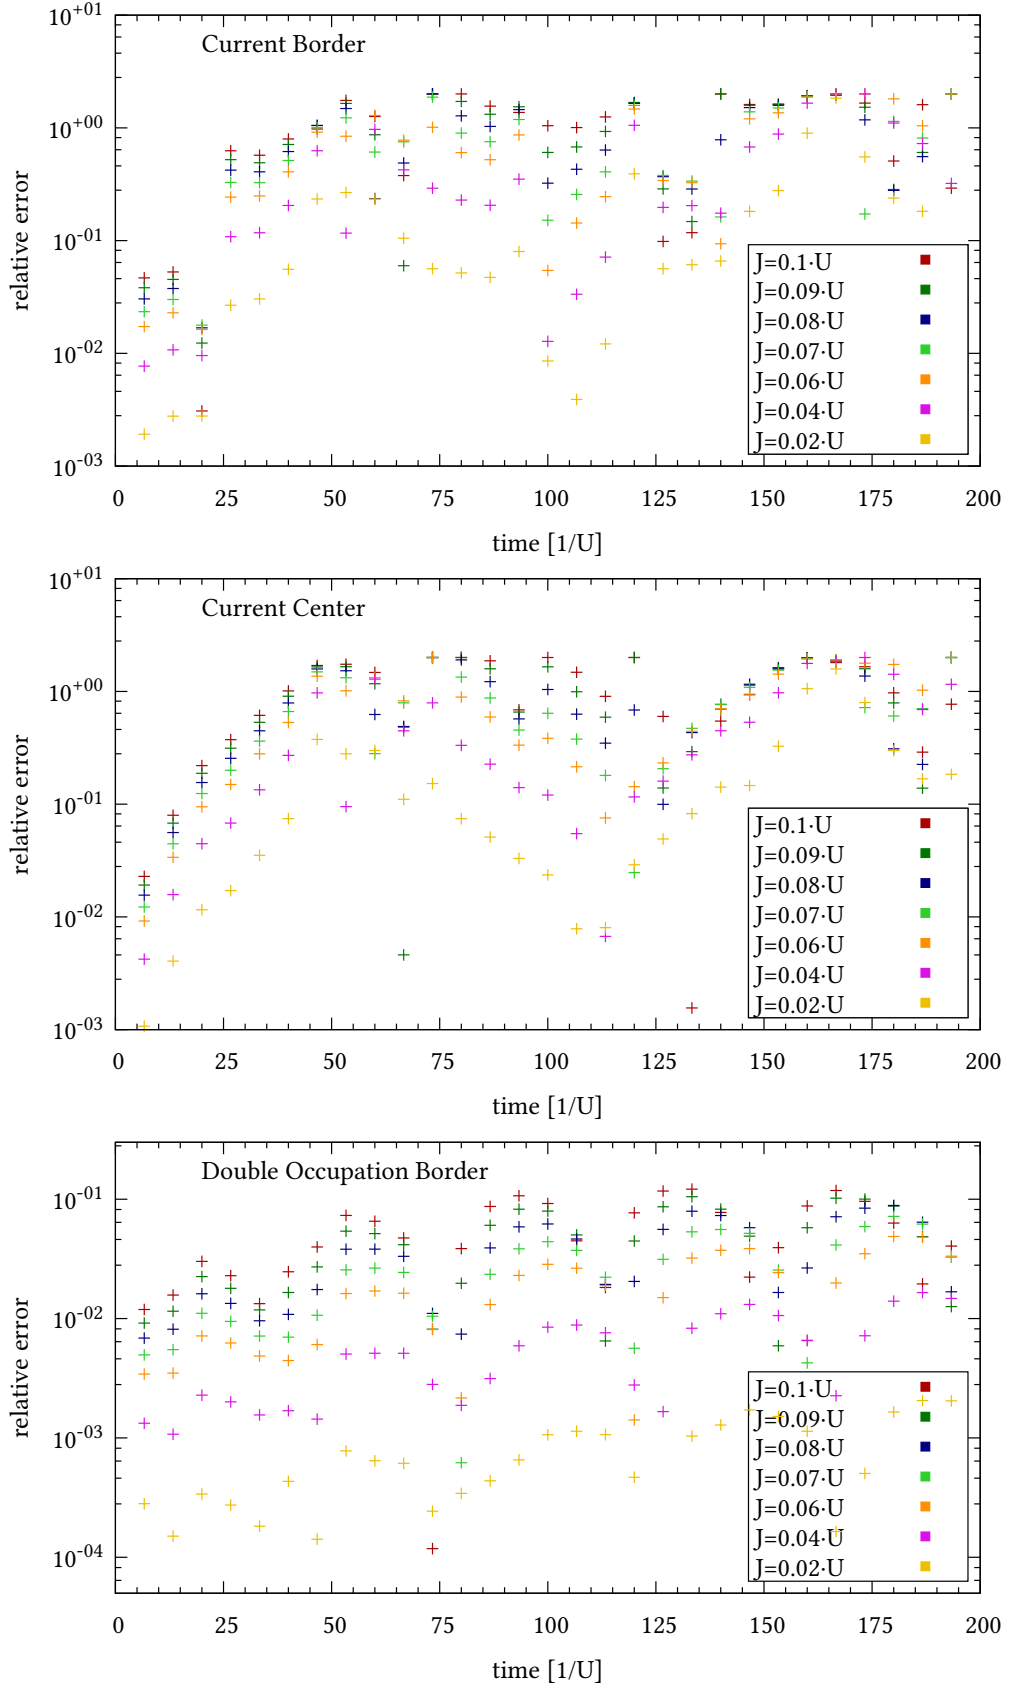 10+01
Current Border
10+00
relative error
10-01
J=0.1·U
J=0.09·U
J=0.08·U
10-02
J=0.07·U
J=0.06·U
J=0.04·U
J=0.02·U
10-03
0 25 50 75 100 125 150 175 200
time [1/U]
10+01
Current Center
10+00
relative error
10-01
J=0.1·U
J=0.09·U
J=0.08·U
10-02
J=0.07·U
J=0.06·U
J=0.04·U
J=0.02·U
10-03
0 25 50 75 100 125 150 175 200
time [1/U]
Double Occupation Border
10-01
10-02
relative error
J=0.1·U
J=0.09·U
10-03
J=0.08·U
J=0.07·U
J=0.06·U
J=0.04·U
10-04
J=0.02·U
0 25 50 75 100 125 150 175 200
time [1/U]